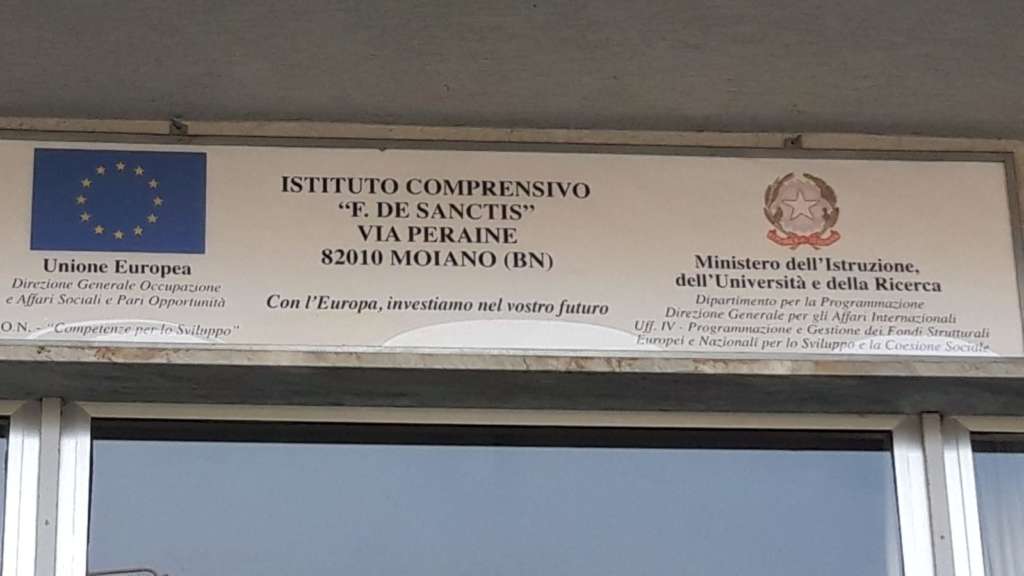 Unione Europea
Direzione Generale Occupazione
e Affari Sociali e Pari Opportunità
O.N. - "Competenze per lo Sviluppo"
ISTITUTO COMPRENSIVO
"F. DE SANCTIS"
VIA PERAINE
82010 MOIANO (BN)
Con l'Europa, investiamo nel vostro futuro
Ministero dell'Istruzione,
dell'Università e della Ricerca
Dipartimento per la Programmazione
Direzione Generale per gli Affari Internazionali
Uff. IV - Programmazione e Gestione dei Fondi Strutturali
Europei e Nazionali per lo Sviluppo e la Coesione Sociale